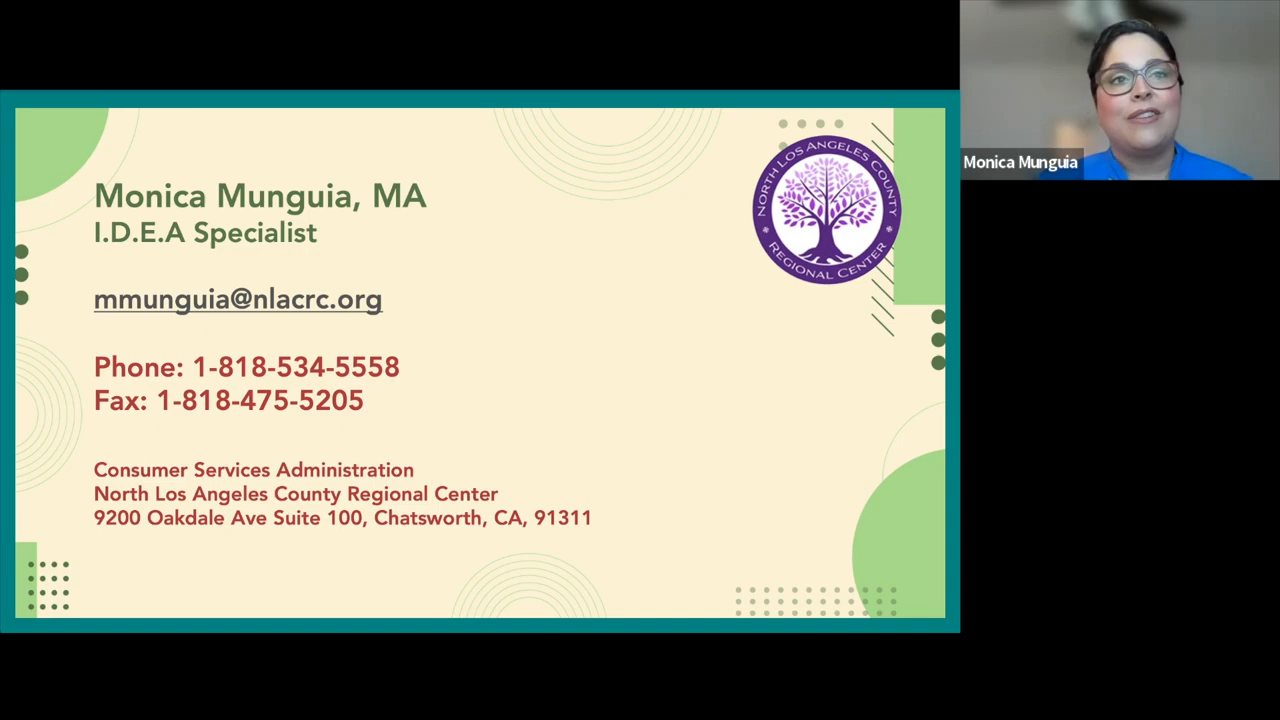 Monica Munguia, MA
I.D.E.A Specialist
mmunguia@nlacrc.org
Phone: 1-818-534-5558
Fax: 1-818-475-5205
Consumer Services Administration
North Los Angeles County Regional Center
9200 Oakdale Ave Suite 100, Chatsworth, CA, 91311
NORTH LOS ANGELES COUNTY
REGIONAL CENTER
Monica Munguia